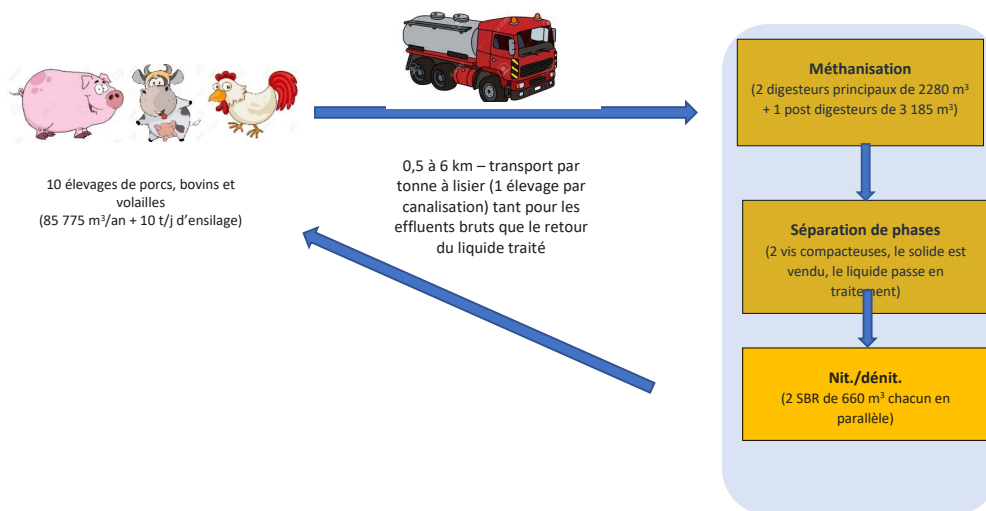 10 élevages de porcs, bovins et
volailles
(85 775 m³/an + 10 t/j d’ensilage)
0,5 à 6 km – transport par
tonne à lisier (1 élevage par
canalisation) tant pour les
effluents bruts que le retour
du liquide traité
Méthanisation
(2 digesteurs principaux de 2280 m³
+ 1 post digesteurs de 3 185 m³)
Séparation de phases
(2 vis compacteuses, le solide est
vendu, le liquide passe en
traitement)
Nit./dénit.
(2 SBR de 660 m³ chacun en
parallèle)